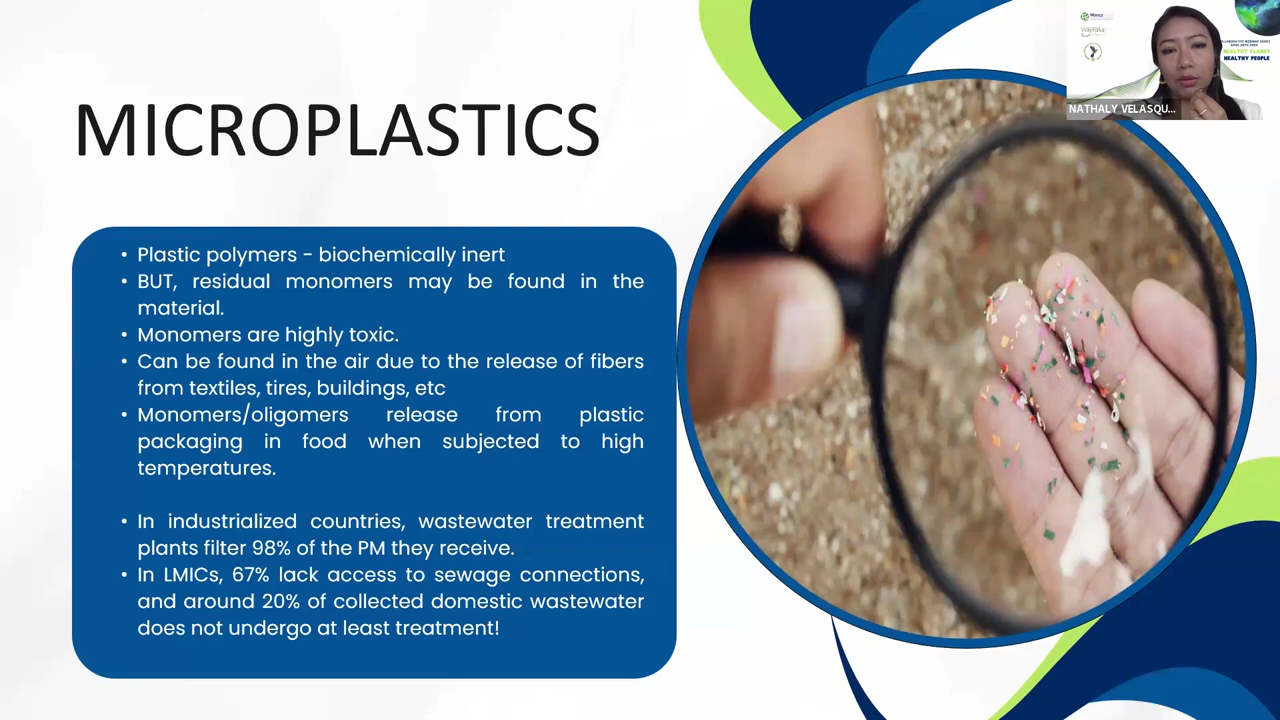 MICROPLASTICS
• Plastic polymers - biochemically inert
• BUT, residual monomers may be found in the
material.
• Monomers are highly toxic.
• Can be found in the air due to the release of fibers
from textiles, tires, buildings, etc
• Monomers/oligomers release from plastic
packaging in food when subjected to high
temperatures.
• In industrialized countries, wastewater treatment
plants filter 98% of the PM they receive.
• In LMICs, 67% lack access to sewage connections,
and around 20% of collected domestic wastewater
does not undergo at least treatment!
HEALTHY PLANET
HEALTHY PEOPLE
NATHALY VELASQU...